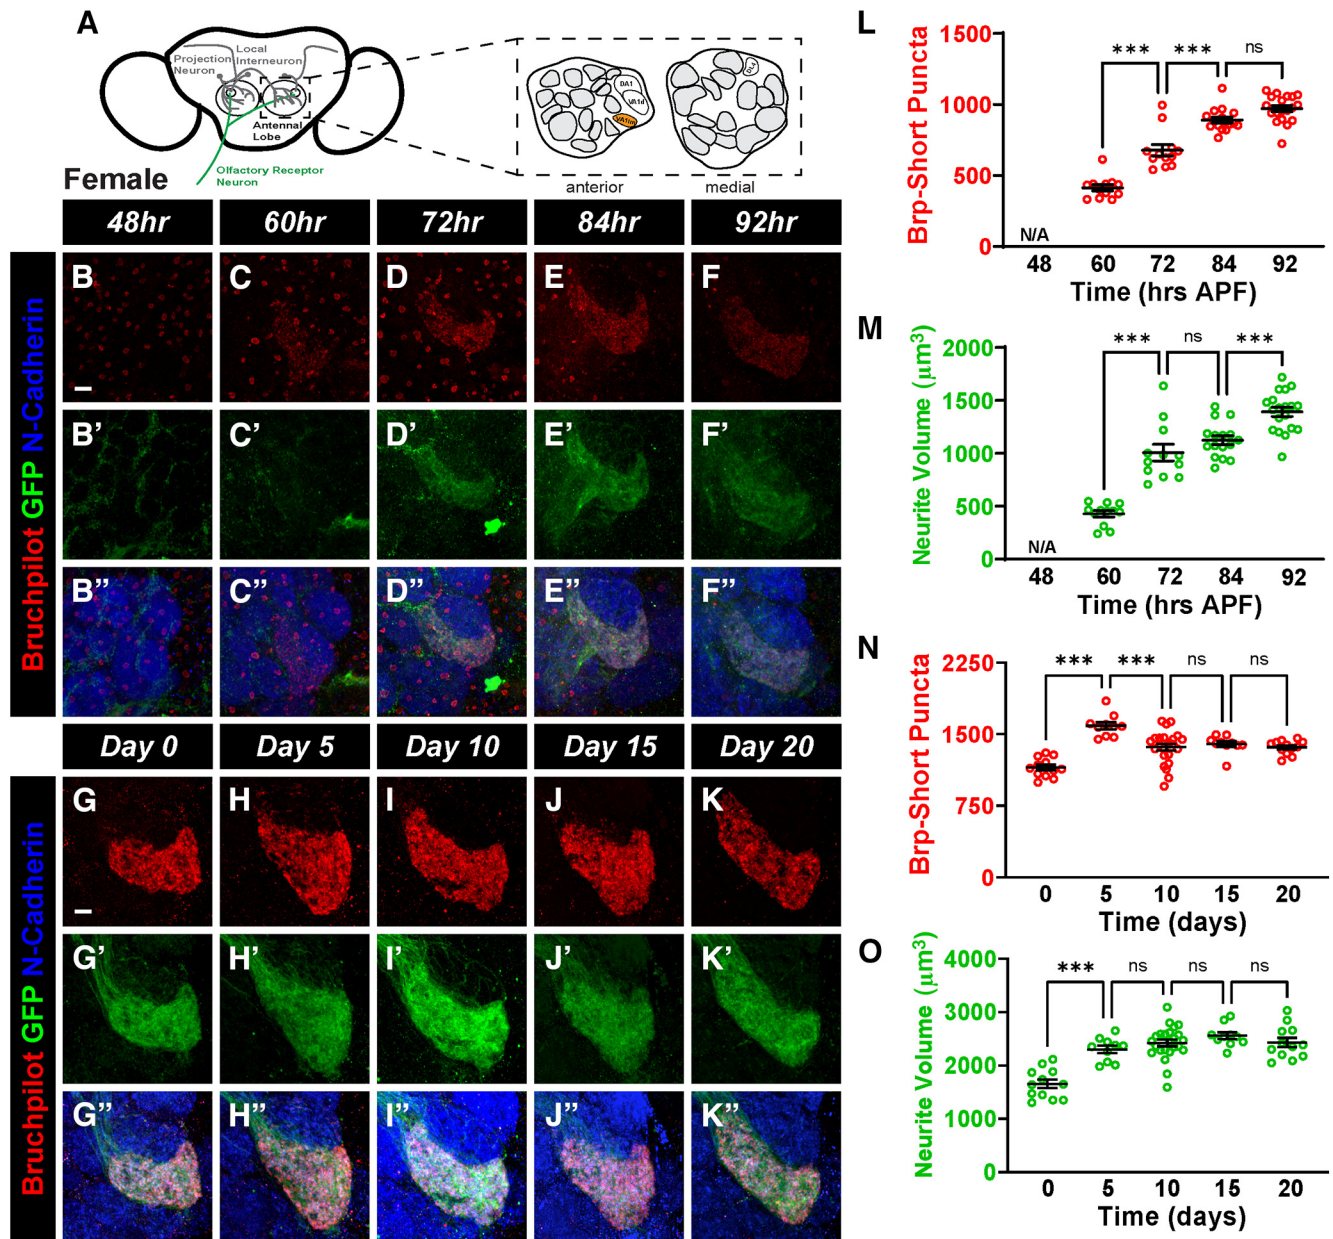 A
Projection
Neuron
Local
Interneuron
Antennal
Lobe
Olfactory Receptor
Neuron
DA1
VA1d
VA1lm
DL4
anterior
medial
Female
48hr
60hr
72hr
84hr
92hr
Bruchpilot GFP N-Cadherin
B
C
D
E
F
B’
C’
D’
E’
F’
B”
C”
D”
E”
F”
Day 0
Day 5
Day 10
Day 15
Day 20
Bruchpilot GFP N-Cadherin
G
H
I
J
K
G’
H’
I’
J’
K’
G”
H”
I”
J”
K”
L
Brp-Short Puncta
1500
1000
500
0
*** *** ns
N/A
48 60 72 84 92
Time (hrs APF)
M
Neurite Volume (μm³)
2000
1500
1000
500
0
*** ns ***
N/A
48 60 72 84 92
Time (hrs APF)
N
Brp-Short Puncta
2250
1500
750
0
*** *** ns ns
0 5 10 15 20
Time (days)
O
Neurite Volume (μm³)
4000
3000
2000
1000
0
*** ns ns ns
0 5 10 15 20
Time (days)